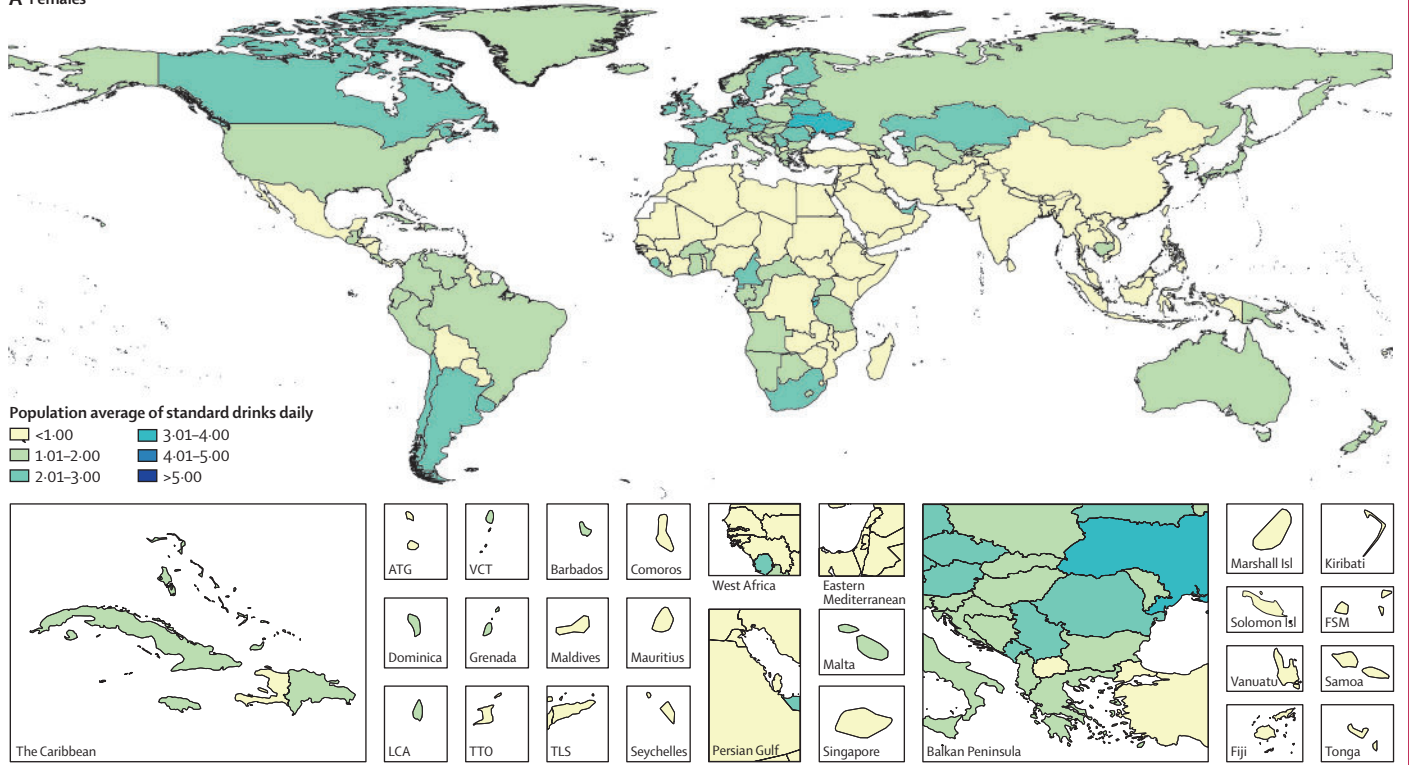 A Females
Population average of standard drinks daily
<1·00
1·01–2·00
2·01–3·00
3·01–4·00
4·01–5·00
>5·00
The Caribbean
ATG
VCT
Barbados
Comoros
Dominica
Grenada
Maldives
Mauritius
LCA
TTO
TLS
Seychelles
West Africa
Eastern
Mediterranean
Persian Gulf
Malta
Singapore
Balkan Peninsula
Marshall Isl
Kiribati
Solomon Isl
FSM
Vanuatu
Samoa
Fiji
Tonga